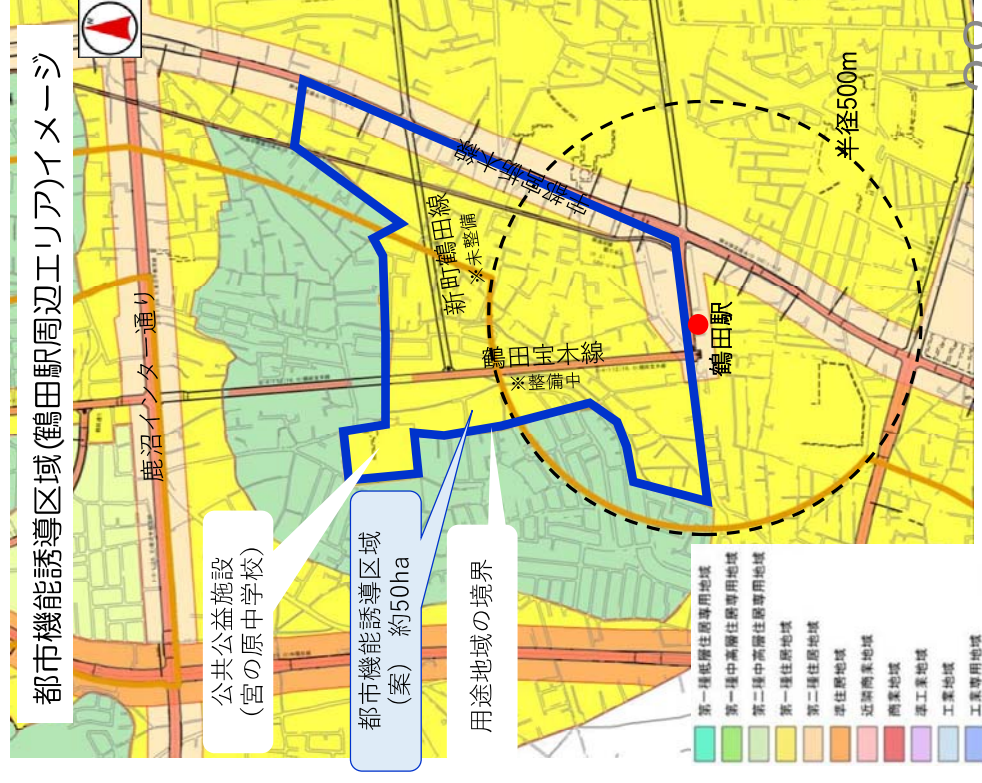 都市機能誘導区域(鶴田駅周辺エリア)イメージ
N
鹿沼インター通り
宇都宮栃木線
新町鶴田線
※未整備
鶴田宝木線
※整備中
鶴田駅
半径500m
公共公益施設
(宮の原中学校)
都市機能誘導区域
(案) 約50ha
用途地域の境界
第一種低層住居専用地域
第一種中高層住居専用地域
第二種中高層住居専用地域
第一種住居地域
第二種住居地域
準住居地域
近隣商業地域
商業地域
準工業地域
工業地域
工業専用地域